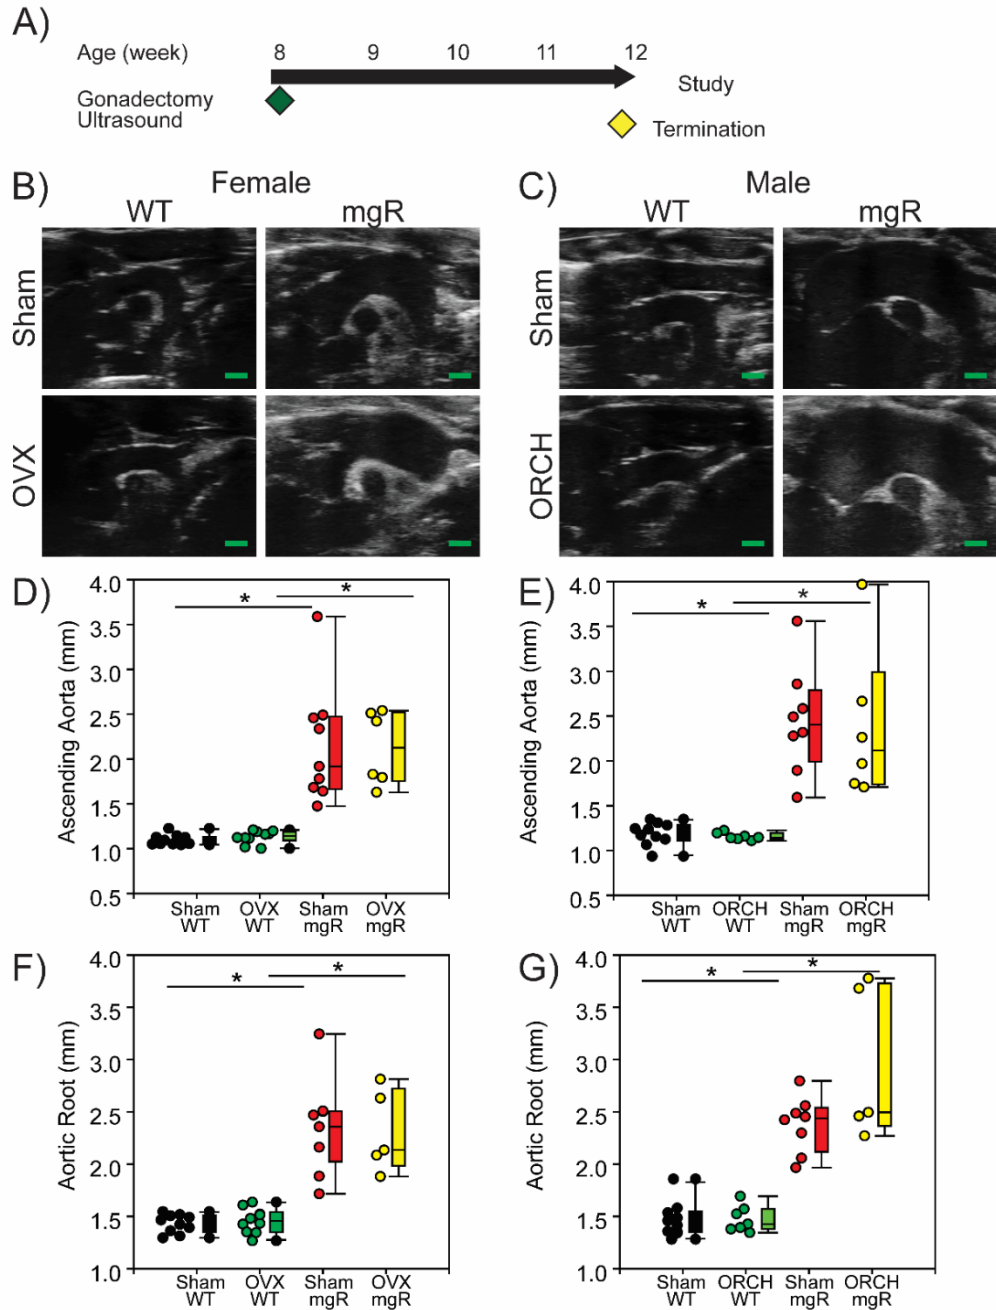 A)
Age (week) 8 9 10 11 12
Gonadectomy
Ultrasound
Study
Termination
B) Female
WT mgR
Sham
OVX
C) Male
WT mgR
Sham
ORCH
D)
Ascending Aorta (mm)
4.0
3.5
3.0
2.5
2.0
1.5
1.0
0.5
* *
Sham OVX Sham OVX
WT WT mgR mgR
E)
Ascending Aorta (mm)
4.0
3.5
3.0
2.5
2.0
1.5
1.0
0.5
* *
Sham ORCH Sham ORCH
WT WT mgR mgR
F)
Aortic Root (mm)
4.0
3.5
3.0
2.5
2.0
1.5
1.0
* *
Sham OVX Sham OVX
WT WT mgR mgR
G)
Aortic Root (mm)
4.0
3.5
3.0
2.5
2.0
1.5
1.0
* *
Sham ORCH Sham ORCH
WT WT mgR mgR